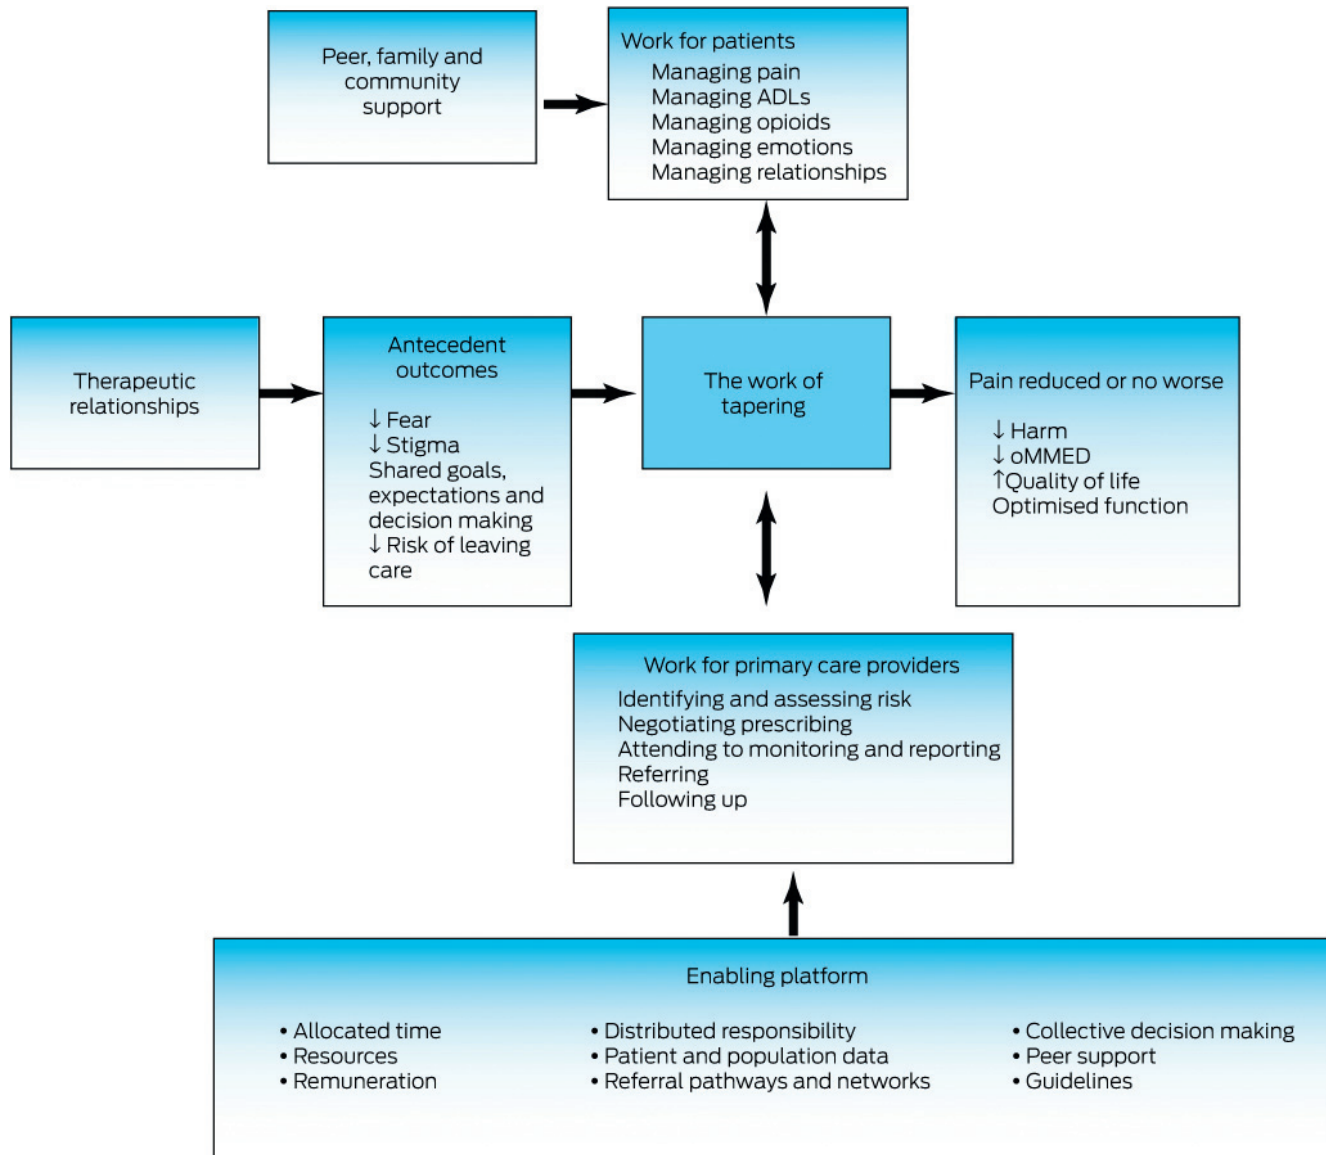 Peer, family and
community
support
Work for patients
Managing pain
Managing ADLs
Managing opioids
Managing emotions
Managing relationships
Therapeutic
relationships
Antecedent
outcomes
↓ Fear
↓ Stigma
Shared goals,
expectations and
decision making
↓ Risk of leaving
care
The work of
tapering
Pain reduced or no worse
↓ Harm
↓ oMMED
↑Quality of life
Optimised function
Work for primary care providers
Identifying and assessing risk
Negotiating prescribing
Attending to monitoring and reporting
Referring
Following up
Enabling platform
• Allocated time
• Resources
• Remuneration
• Distributed responsibility
• Patient and population data
• Referral pathways and networks
• Collective decision making
• Peer support
• Guidelines